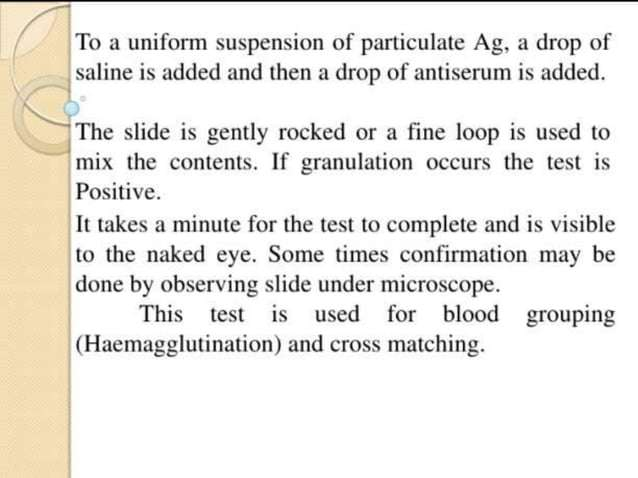 To a uniform suspension of particulate Ag, a drop of
saline is added and then a drop of antiserum is added.
The slide is gently rocked or a fine loop is used to
mix the contents. If granulation occurs the test is
Positive.
It takes a minute for the test to complete and is visible
to the naked eye. Some times confirmation may be
done by observing slide under microscope.
This test is used for blood grouping
(Haemagglutination) and cross matching.